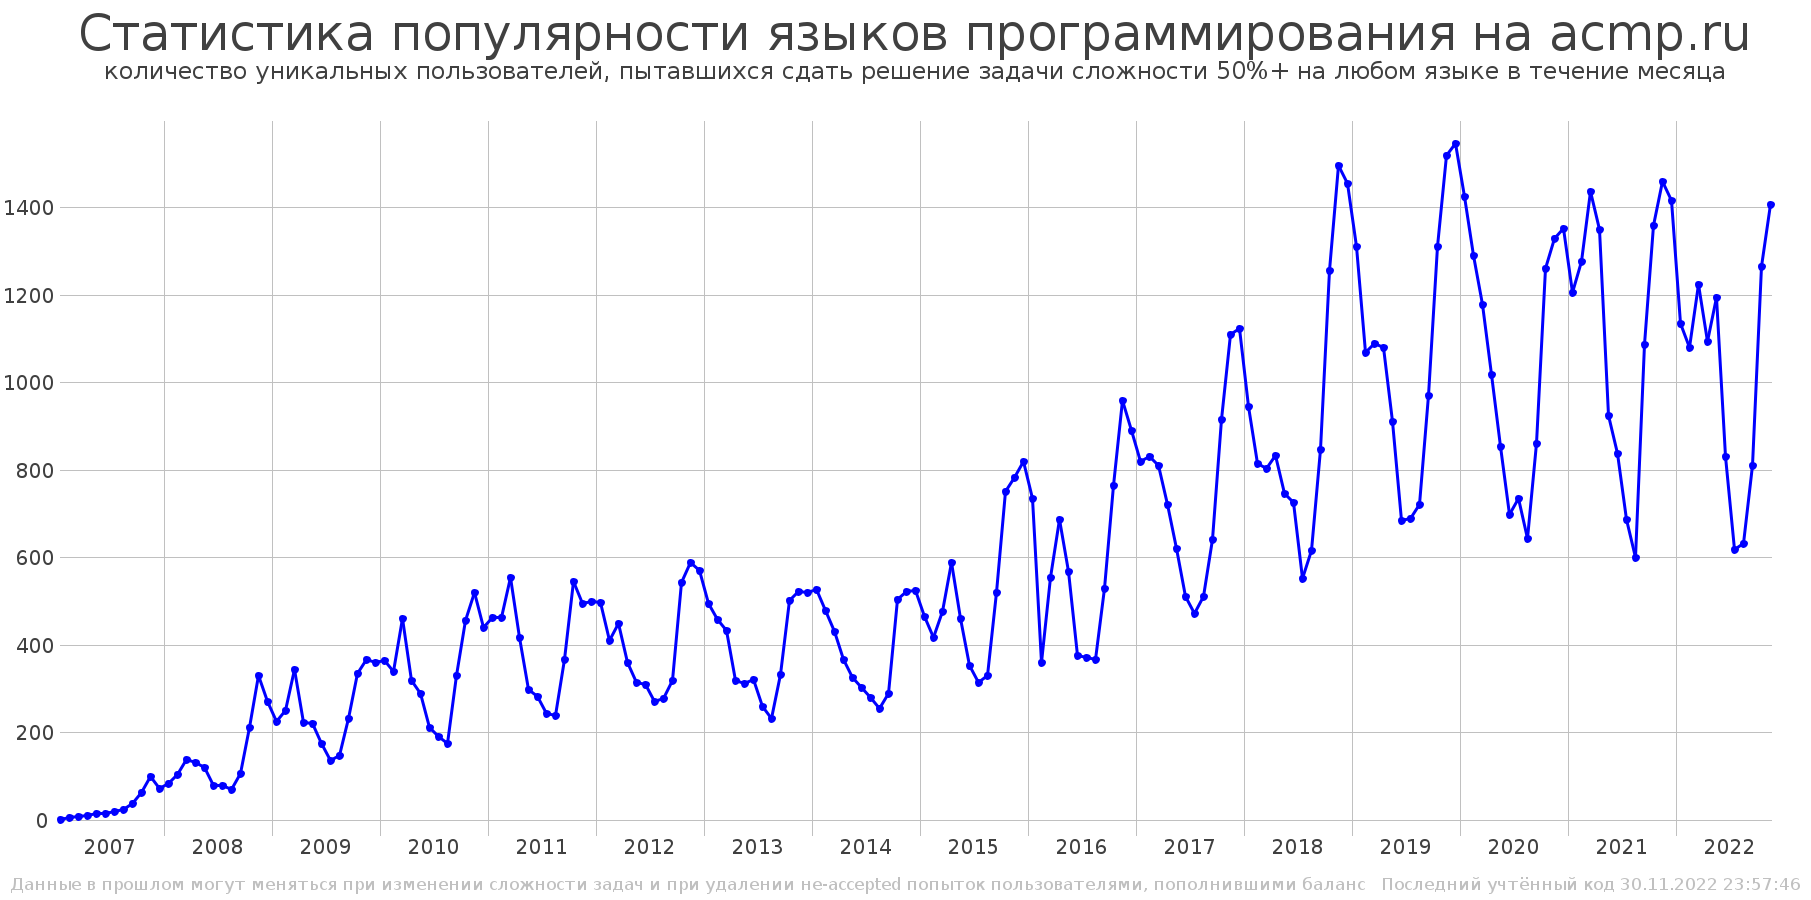 Статистика популярности языков программирования на acmp.ru
количество уникальных пользователей, пытавшихся сдать решение задачи сложности 50%+ на любом языке в течение месяца
1400
1200
1000
800
600
400
200
0
2007 2008 2009 2010 2011 2012 2013 2014 2015 2016 2017 2018 2019 2020 2021 2022
Данные в прошлом могут меняться при изменении сложности задач и при удалении не-accepted попыток пользователями, пополнившими баланс Последний учтённый код 30.11.2022 23:57:46